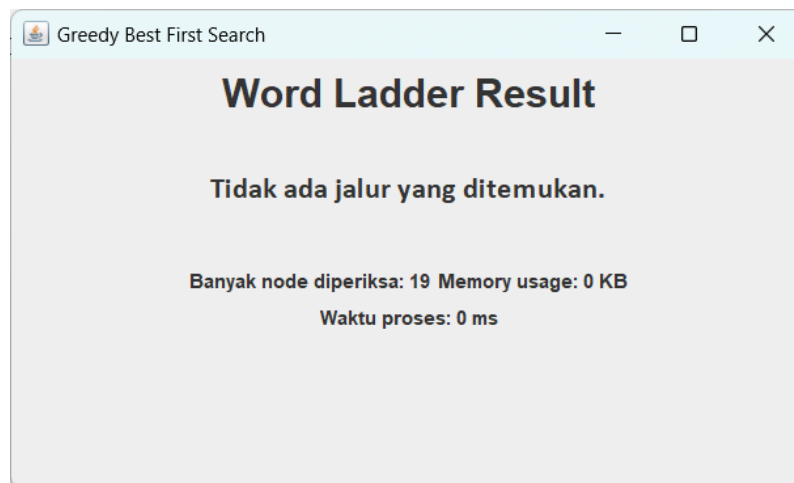 Greedy Best First Search
Word Ladder Result
Tidak ada jalur yang ditemukan.
Banyak node diperiksa: 19 Memory usage: 0 KB
Waktu proses: 0 ms